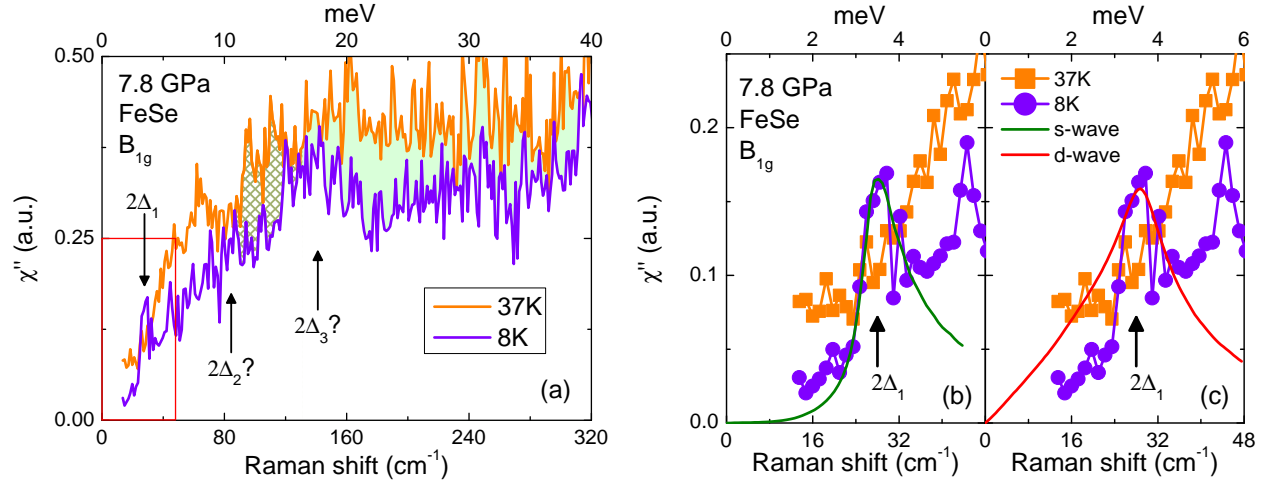 meV
0 10 20 30 40
0.50
0.25
0.00
χ'' (a.u.)
7.8 GPa
FeSe
B1g
2Δ1
2Δ2?
2Δ3?
37K
8K
(a)
0 80 160 240 320
Raman shift (cm-1)
meV
0 2 4
0.2
0.1
0.0
χ'' (a.u.)
7.8 GPa
FeSe
B1g
2Δ1
(b)
0 16 32
Raman shift (cm-1)
meV
0 2 4 6
37K
8K
s-wave
d-wave
2Δ1
(c)
0 16 32 48
Raman shift (cm-1)